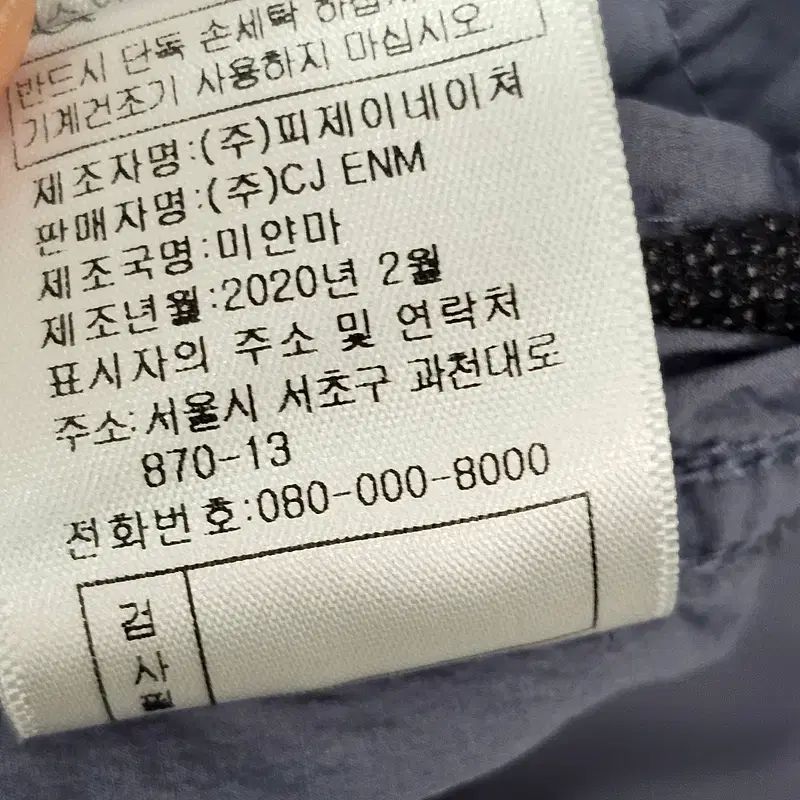 반드시 단독 손세탁 하십시
기계건조기 사용하지 마십시오.
제조자명:(주)피제이네이쳐
판매자명:(주)CJ ENM
제조국명:미얀마
제조년월:2020년 2월
표시자의 주소 및 연락처
주소:서울시 서초구 과천대로
870-13
전화번호:080-000-8000
검
사
필